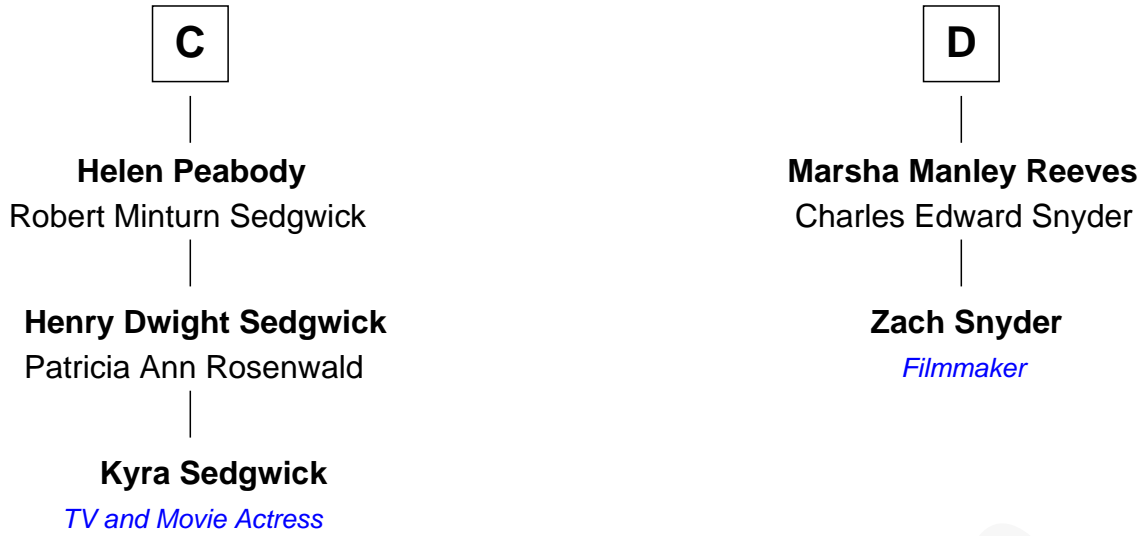 C
Helen Peabody
Robert Minturn Sedgwick
Henry Dwight Sedgwick
Patricia Ann Rosenwald
Kyra Sedgwick
TV and Movie Actress
D
Marsha Manley Reeves
Charles Edward Snyder
Zach Snyder
Filmmaker